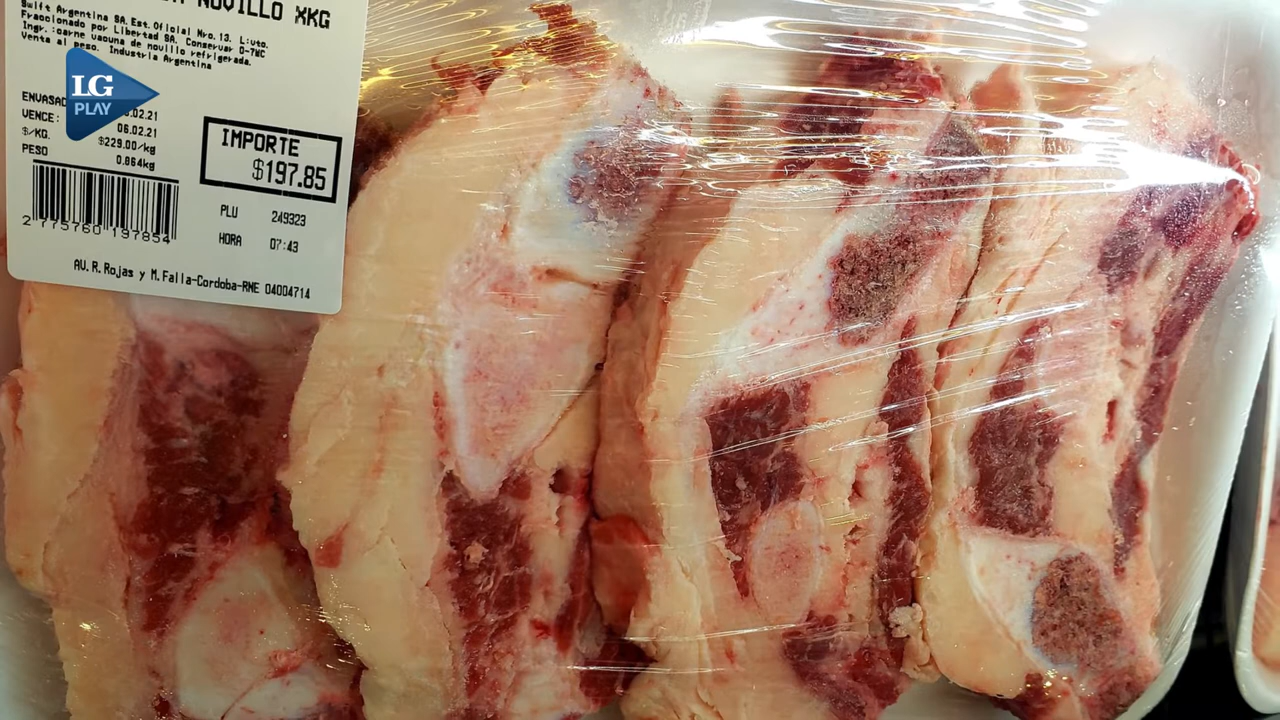 NOVILLO XKG
Swift Argentina SA. Est. Oficial Nro. 13. L:vto.
Fraccionado por Libertad SA. Conservar 0-7ºC
Ingr.:carne vacuna de novillo refrigerada.
Venta al peso. Industria Argentina
LG
PLAY
ENVASAD .02.21
VENCE: 06.02.21
$/KG. $229.00/kg
PESO 0.864kg
IMPORTE
$197.85
2 775760 197854
PLU 249323
HORA 07:43
AV. R. Rojas y M. Falla-Cordoba-RNE 04004714